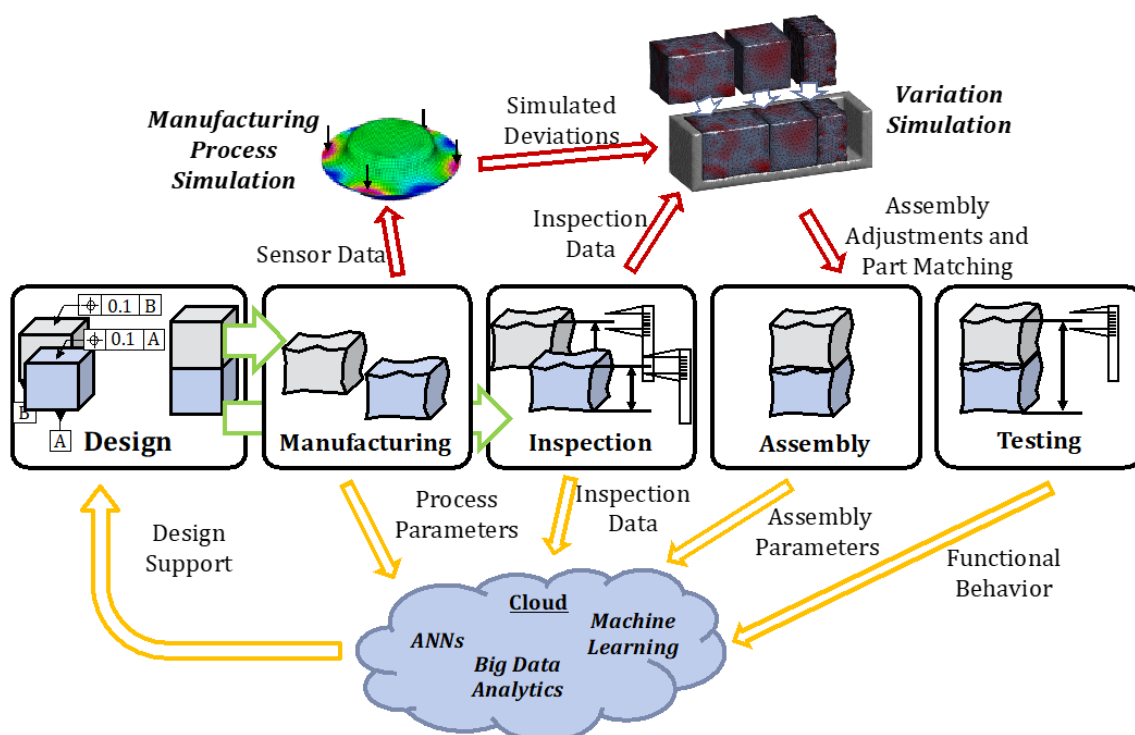 Manufacturing
Process
Simulation
Simulated
Deviations
Variation
Simulation
Sensor Data
Inspection
Data
Assembly
Adjustments and
Part Matching
0.1 B
0.1 A
B
A
Design
Manufacturing
Inspection
Assembly
Testing
Design
Support
Process
Parameters
Inspection
Data
Assembly
Parameters
Functional
Behavior
Cloud
ANNs
Machine
Learning
Big Data
Analytics